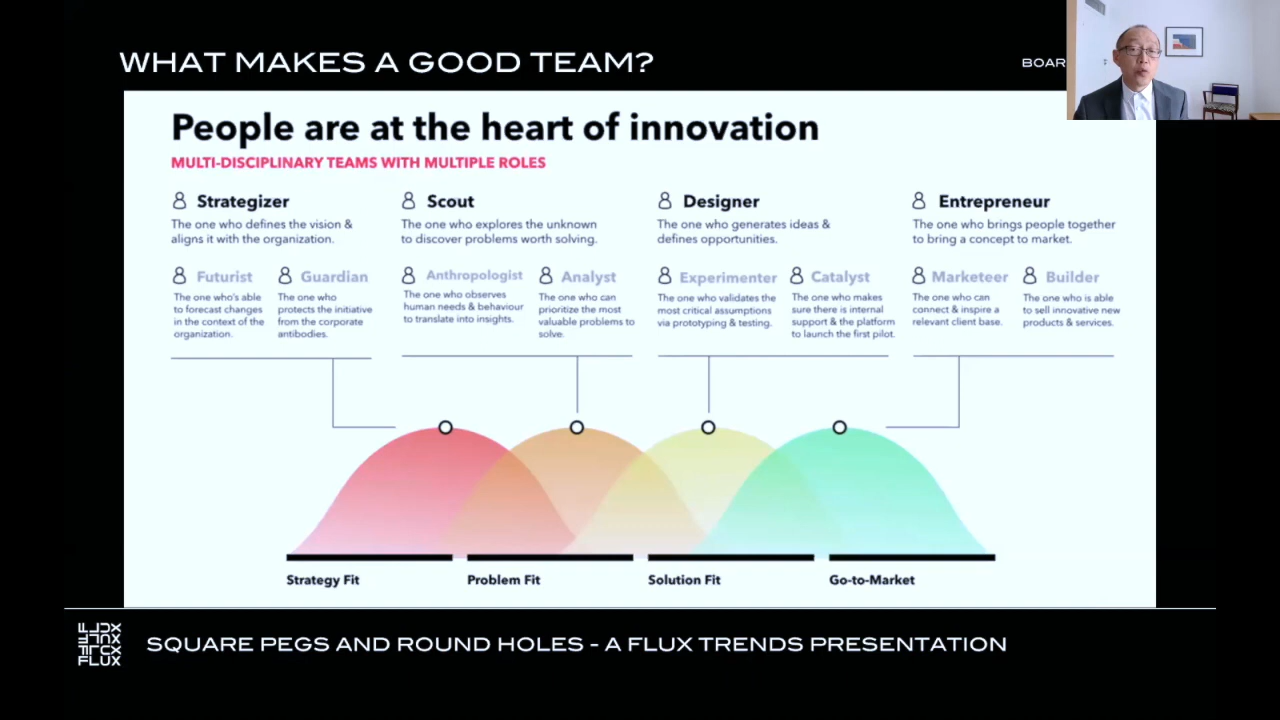 WHAT MAKES A GOOD TEAM?
BOAR
People are at the heart of innovation
MULTI-DISCIPLINARY TEAMS WITH MULTIPLE ROLES
Strategizer
The one who defines the vision &
aligns it with the organization.
Futurist
The one who's able
to forecast changes
in the context of the
organization.
Guardian
The one who
protects the initiative
from the corporate
antibodies.
Scout
The one who explores the unknown
to discover problems worth solving.
Anthropologist
The one who observes
human needs & behaviour
to translate into insights.
Analyst
The one who can
prioritize the most
valuable problems to
solve.
Designer
The one who generates ideas &
defines opportunities.
Experimenter
The one who validates the
most critical assumptions
via prototyping & testing.
Catalyst
The one who makes
sure there is internal
support & the platform
to launch the first pilot.
Entrepreneur
The one who brings people together
to bring a concept to market.
Marketeer
The one who can
connect & inspire a
relevant client base.
Builder
The one who is able
to sell innovative new
products & services.
Strategy Fit
Problem Fit
Solution Fit
Go-to-Market
FLUX
SQUARE PEGS AND ROUND HOLES - A FLUX TRENDS PRESENTATION